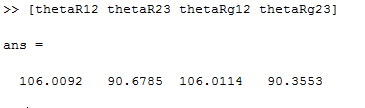 >> [thetaR12 thetaR23 thetaRg12 thetaRg23]
ans =
106.0092 90.6785 106.0114 90.3553